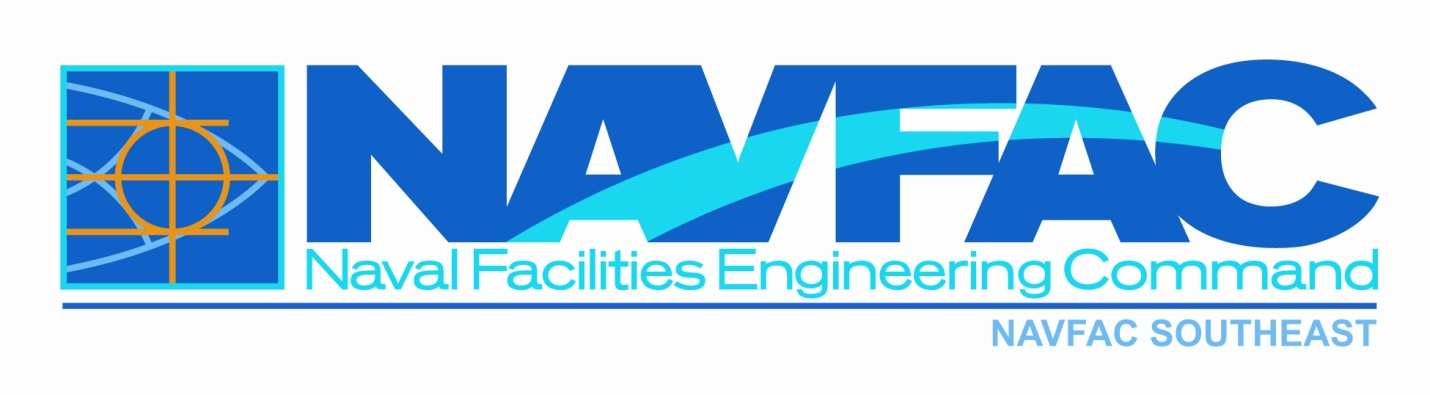 NAVFAC
Naval Facilities Engineering Command
NAVFAC SOUTHEAST